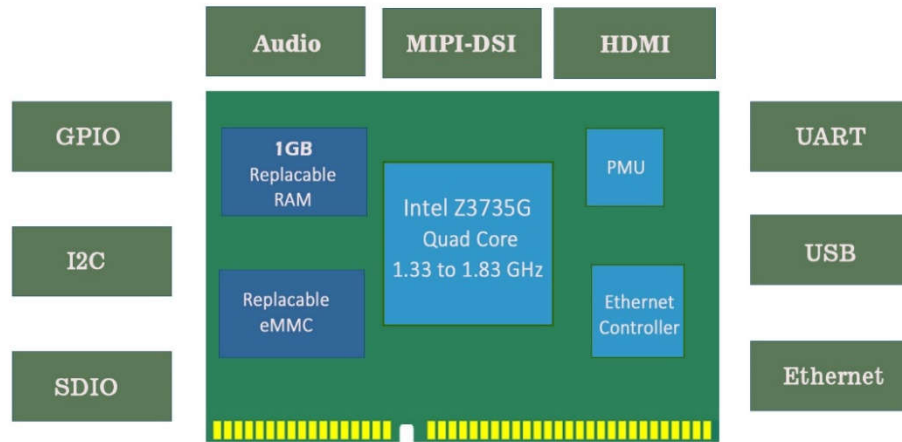 Audio
MIPI-DSI
HDMI
GPIO
I2C
SDIO
1GB
Replacable
RAM
Replacable
eMMC
Intel Z3735G
Quad Core
1.33 to 1.83 GHz
PMU
Ethernet
Controller
UART
USB
Ethernet